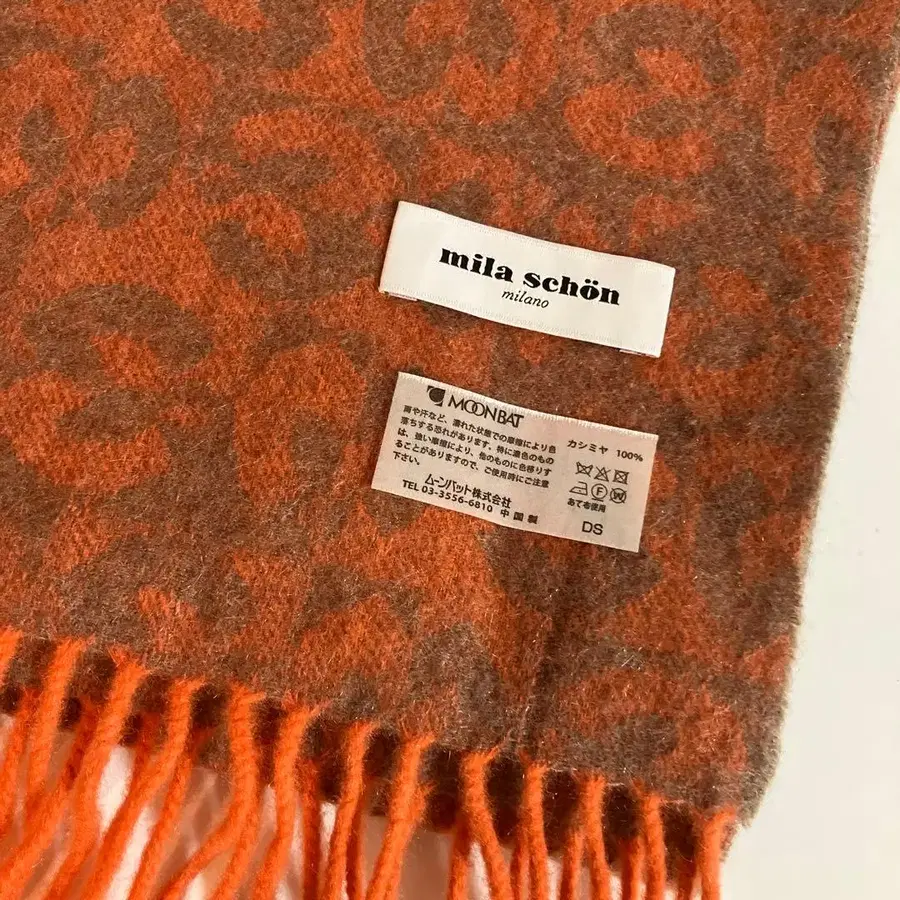 mila schön
milano
MOONBAT
雨や汗など、濡れた状態での摩擦により色
落ちする恐れがあります。特に濃色のもの
は、強い摩擦により、他のものに色移りす
ることがありますので、ご使用時にご注意
下さい。
ムーンバット株式会社
TEL 03-3556-6810 中国製
カシミヤ 100%
F W
あて布使用
DS